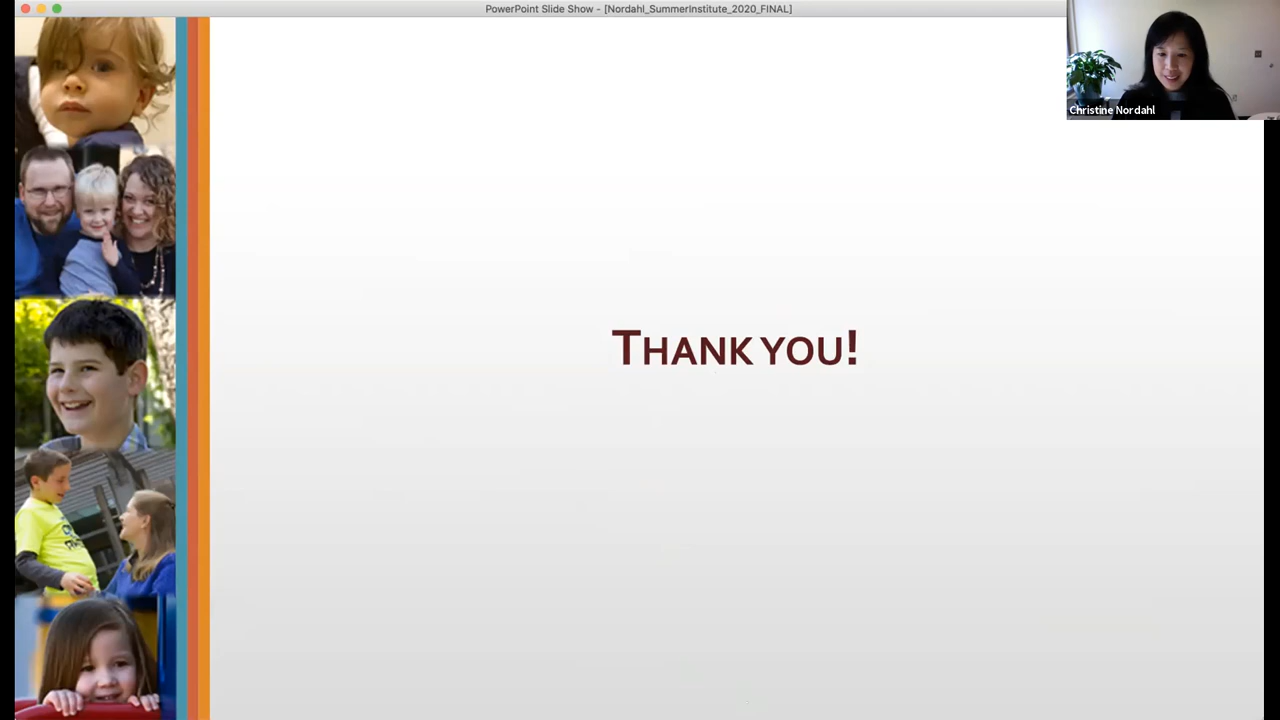 PowerPoint Slide Show - [Nordahl_SummerInstitute_2020_FINAL]
Christine Nordahl
THANK YOU!